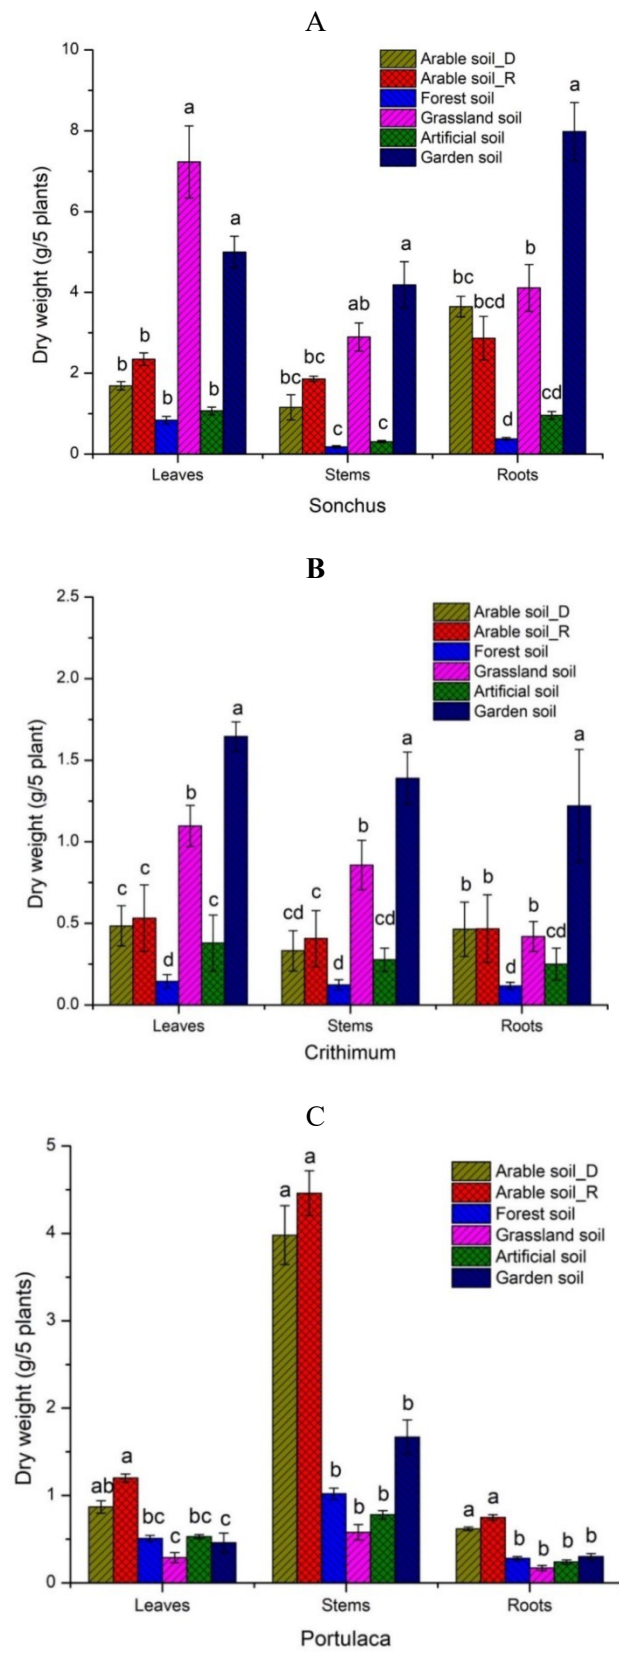 A
10
8
6
4
2
0
Dry weight (g/5 plants)
Arable soil_D
Arable soil_R
Forest soil
Grassland soil
Artificial soil
Garden soil
b
b
b
a
b
a
bc
bc
c
ab
c
a
bc
bcd
d
b
cd
a
Leaves
Stems
Roots
Sonchus
B
2.5
2.0
1.5
1.0
0.5
0.0
Dry weight (g/5 plant)
Arable soil_D
Arable soil_R
Forest soil
Grassland soil
Artificial soil
Garden soil
c
c
d
b
c
a
cd
c
d
b
cd
a
b
b
d
b
cd
a
Leaves
Stems
Roots
Crithimum
C
5
4
3
2
1
0
Dry weight (g/5 plants)
Arable soil_D
Arable soil_R
Forest soil
Grassland soil
Artificial soil
Garden soil
ab
a
bc
c
bc
c
a
a
b
b
b
b
a
a
b
b
b
b
Leaves
Stems
Roots
Portulaca